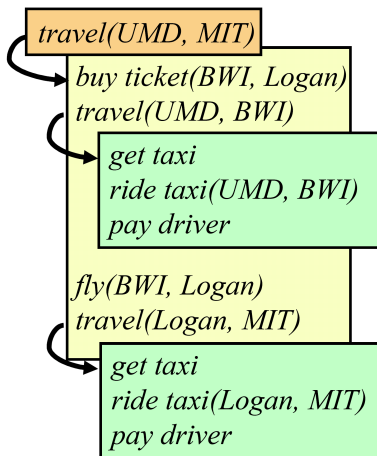 travel(UMD, MIT)
buy ticket(BWI, Logan)
travel(UMD, BWI)
get taxi
ride taxi(UMD, BWI)
pay driver
fly(BWI, Logan)
travel(Logan, MIT)
get taxi
ride taxi(Logan, MIT)
pay driver